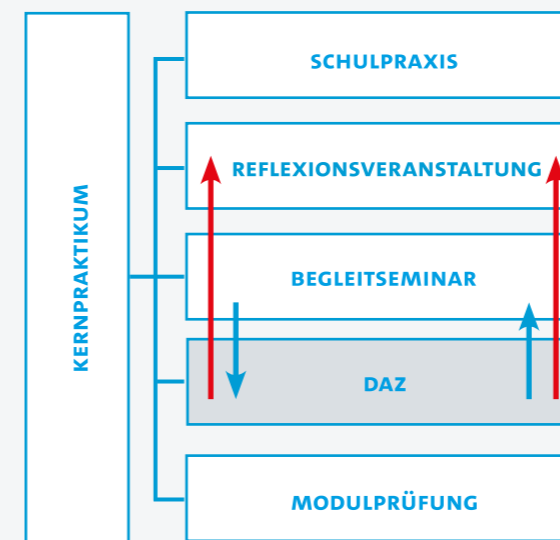 KERNPRAKTIKUM
SCHULPRAXIS
REFLEXIONSVERANSTALTUNG
BEGLEITSEMINAR
DAZ
MODULPRÜFUNG